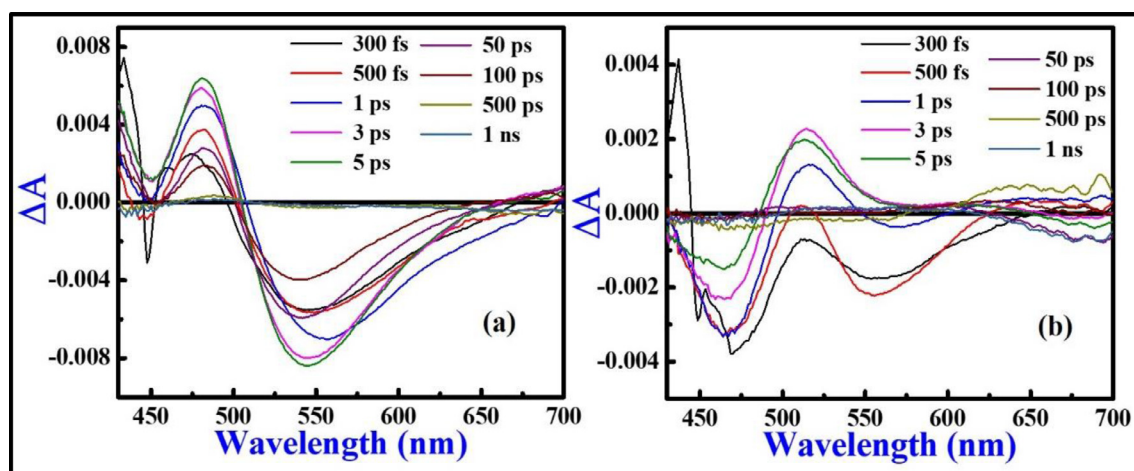 0.008
0.004
0.000
-0.004
-0.008
ΔA
300 fs
500 fs
1 ps
3 ps
5 ps
50 ps
100 ps
500 ps
1 ns
(a)
450 500 550 600 650 700
Wavelength (nm)
0.004
0.002
0.000
-0.002
-0.004
ΔA
300 fs
500 fs
1 ps
3 ps
5 ps
50 ps
100 ps
500 ps
1 ns
(b)
450 500 550 600 650 700
Wavelength (nm)